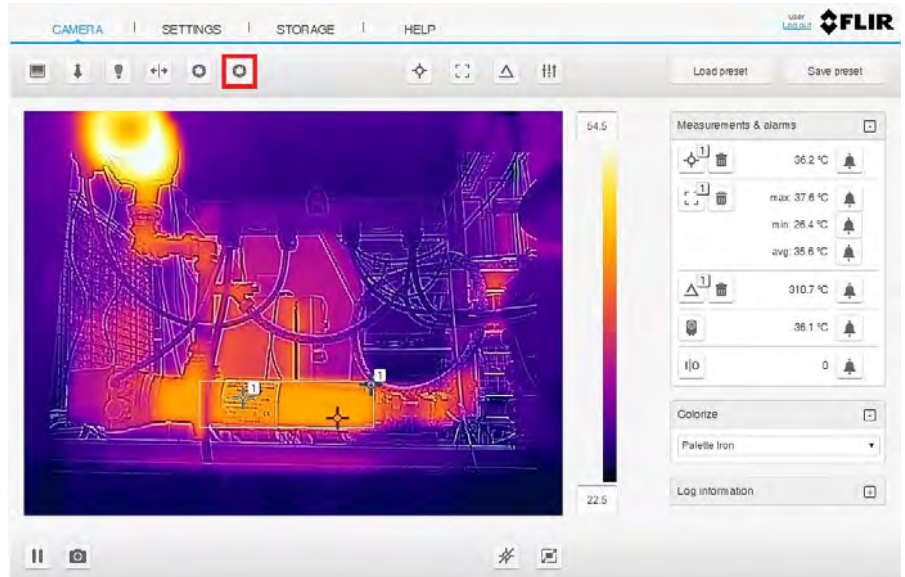 CAMERA | SETTINGS | STORAGE | HELP
user
Log out
FLIR
Load preset
Save preset
54.5
22.5
Measurements & alarms
1
36.2 °C
1
max: 37.6 °C
min: 26.4 °C
avg: 35.6 °C
1
310.7 °C
36.1 °C
I|O
0
Colorize
Palette Iron
Log information
1
1